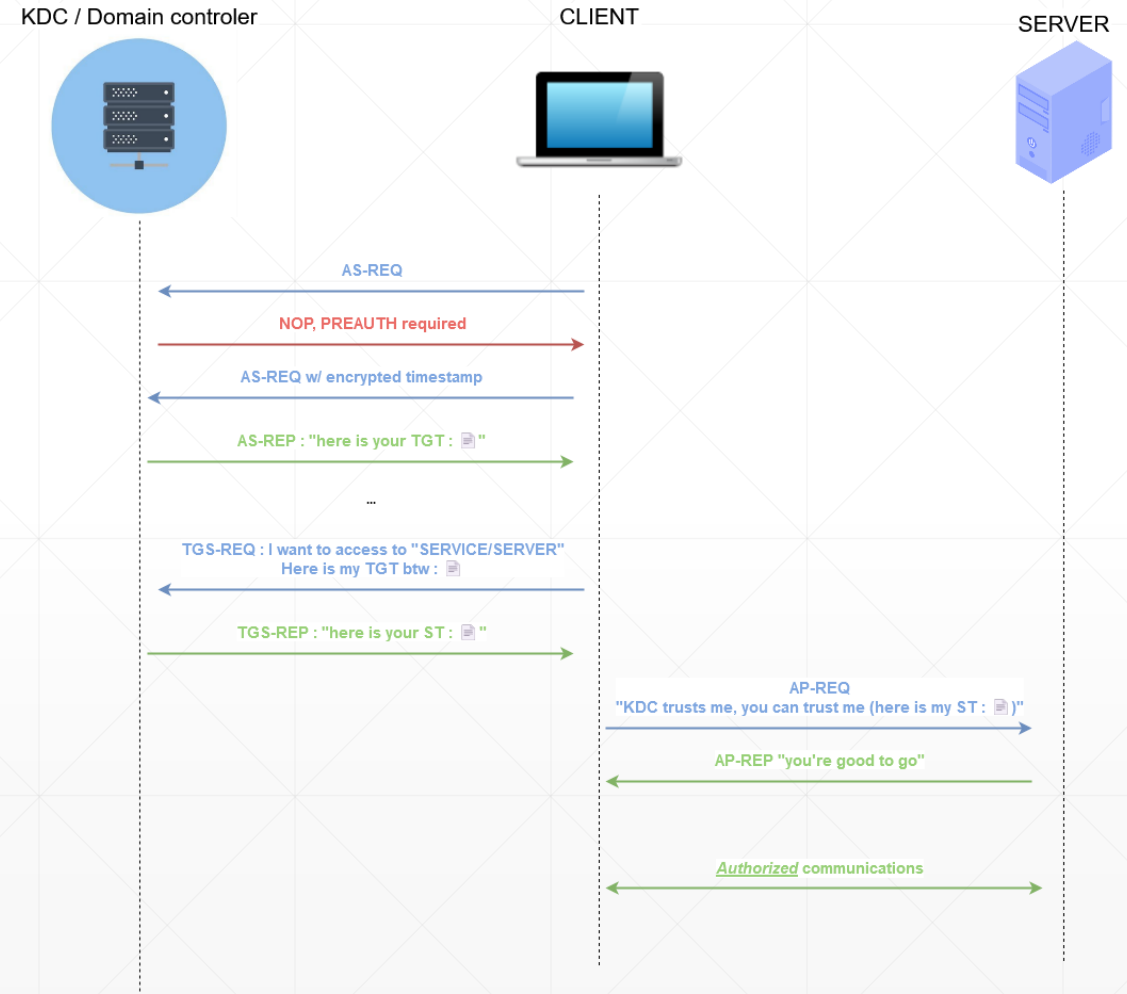 KDC / Domain controler
CLIENT
SERVER
AS-REQ
NOP, PREAUTH required
AS-REQ w/ encrypted timestamp
AS-REP : "here is your TGT : "
...
TGS-REQ : I want to access to "SERVICE/SERVER"
Here is my TGT btw :
TGS-REP : "here is your ST : "
AP-REQ
"KDC trusts me, you can trust me (here is my ST : )"
AP-REP "you're good to go"
Authorized communications